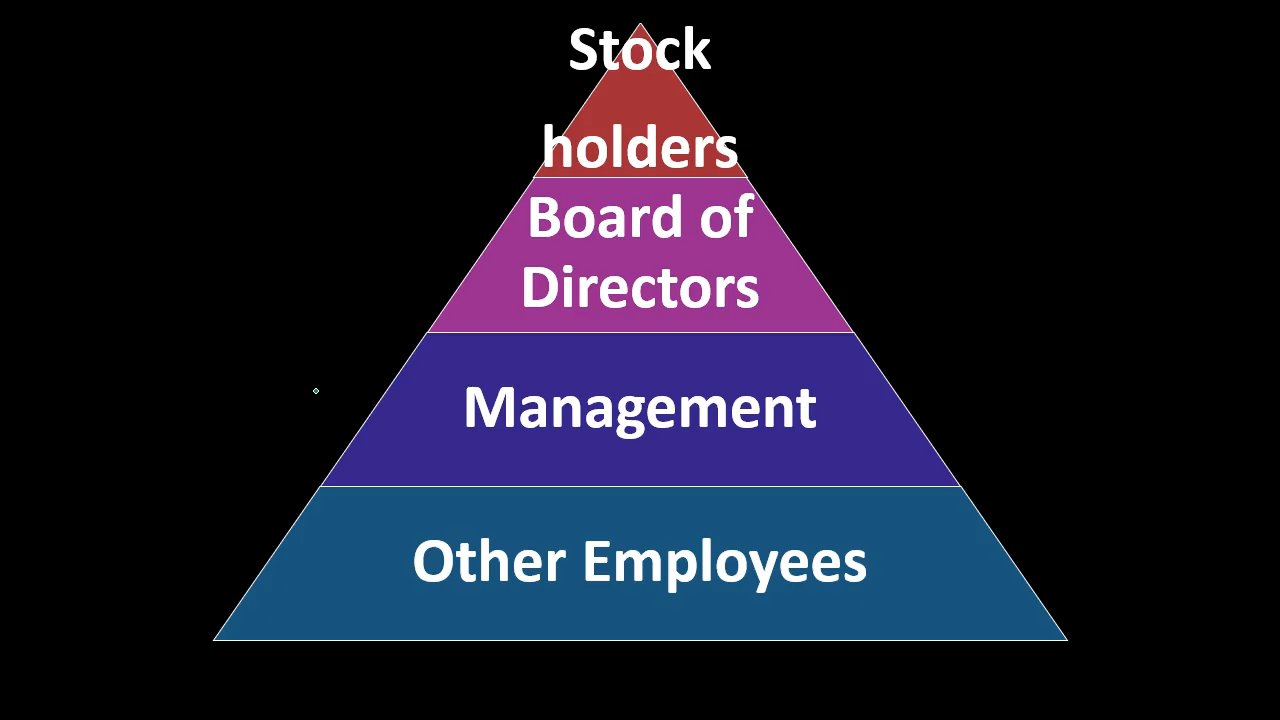 Stock
holders
Board of
Directors
Management
Other Employees